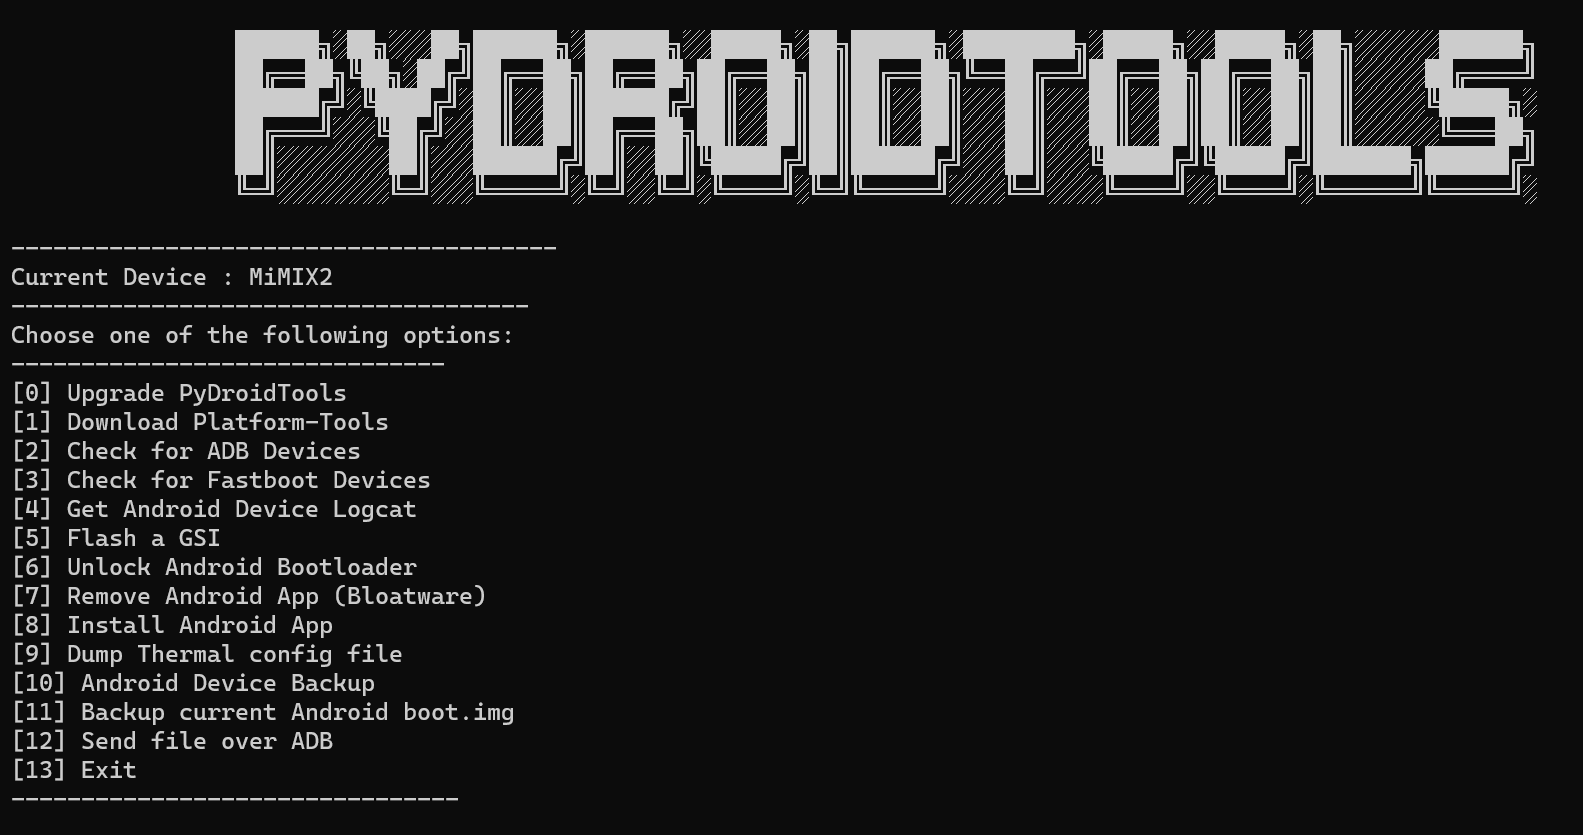 PYDROIDTOOLS
---------------------------------------
Current Device : MiMIX2
-------------------------------------
Choose one of the following options:
-------------------------------
[0] Upgrade PyDroidTools
[1] Download Platform-Tools
[2] Check for ADB Devices
[3] Check for Fastboot Devices
[4] Get Android Device Logcat
[5] Flash a GSI
[6] Unlock Android Bootloader
[7] Remove Android App (Bloatware)
[8] Install Android App
[9] Dump Thermal config file
[10] Android Device Backup
[11] Backup current Android boot.img
[12] Send file over ADB
[13] Exit
--------------------------------